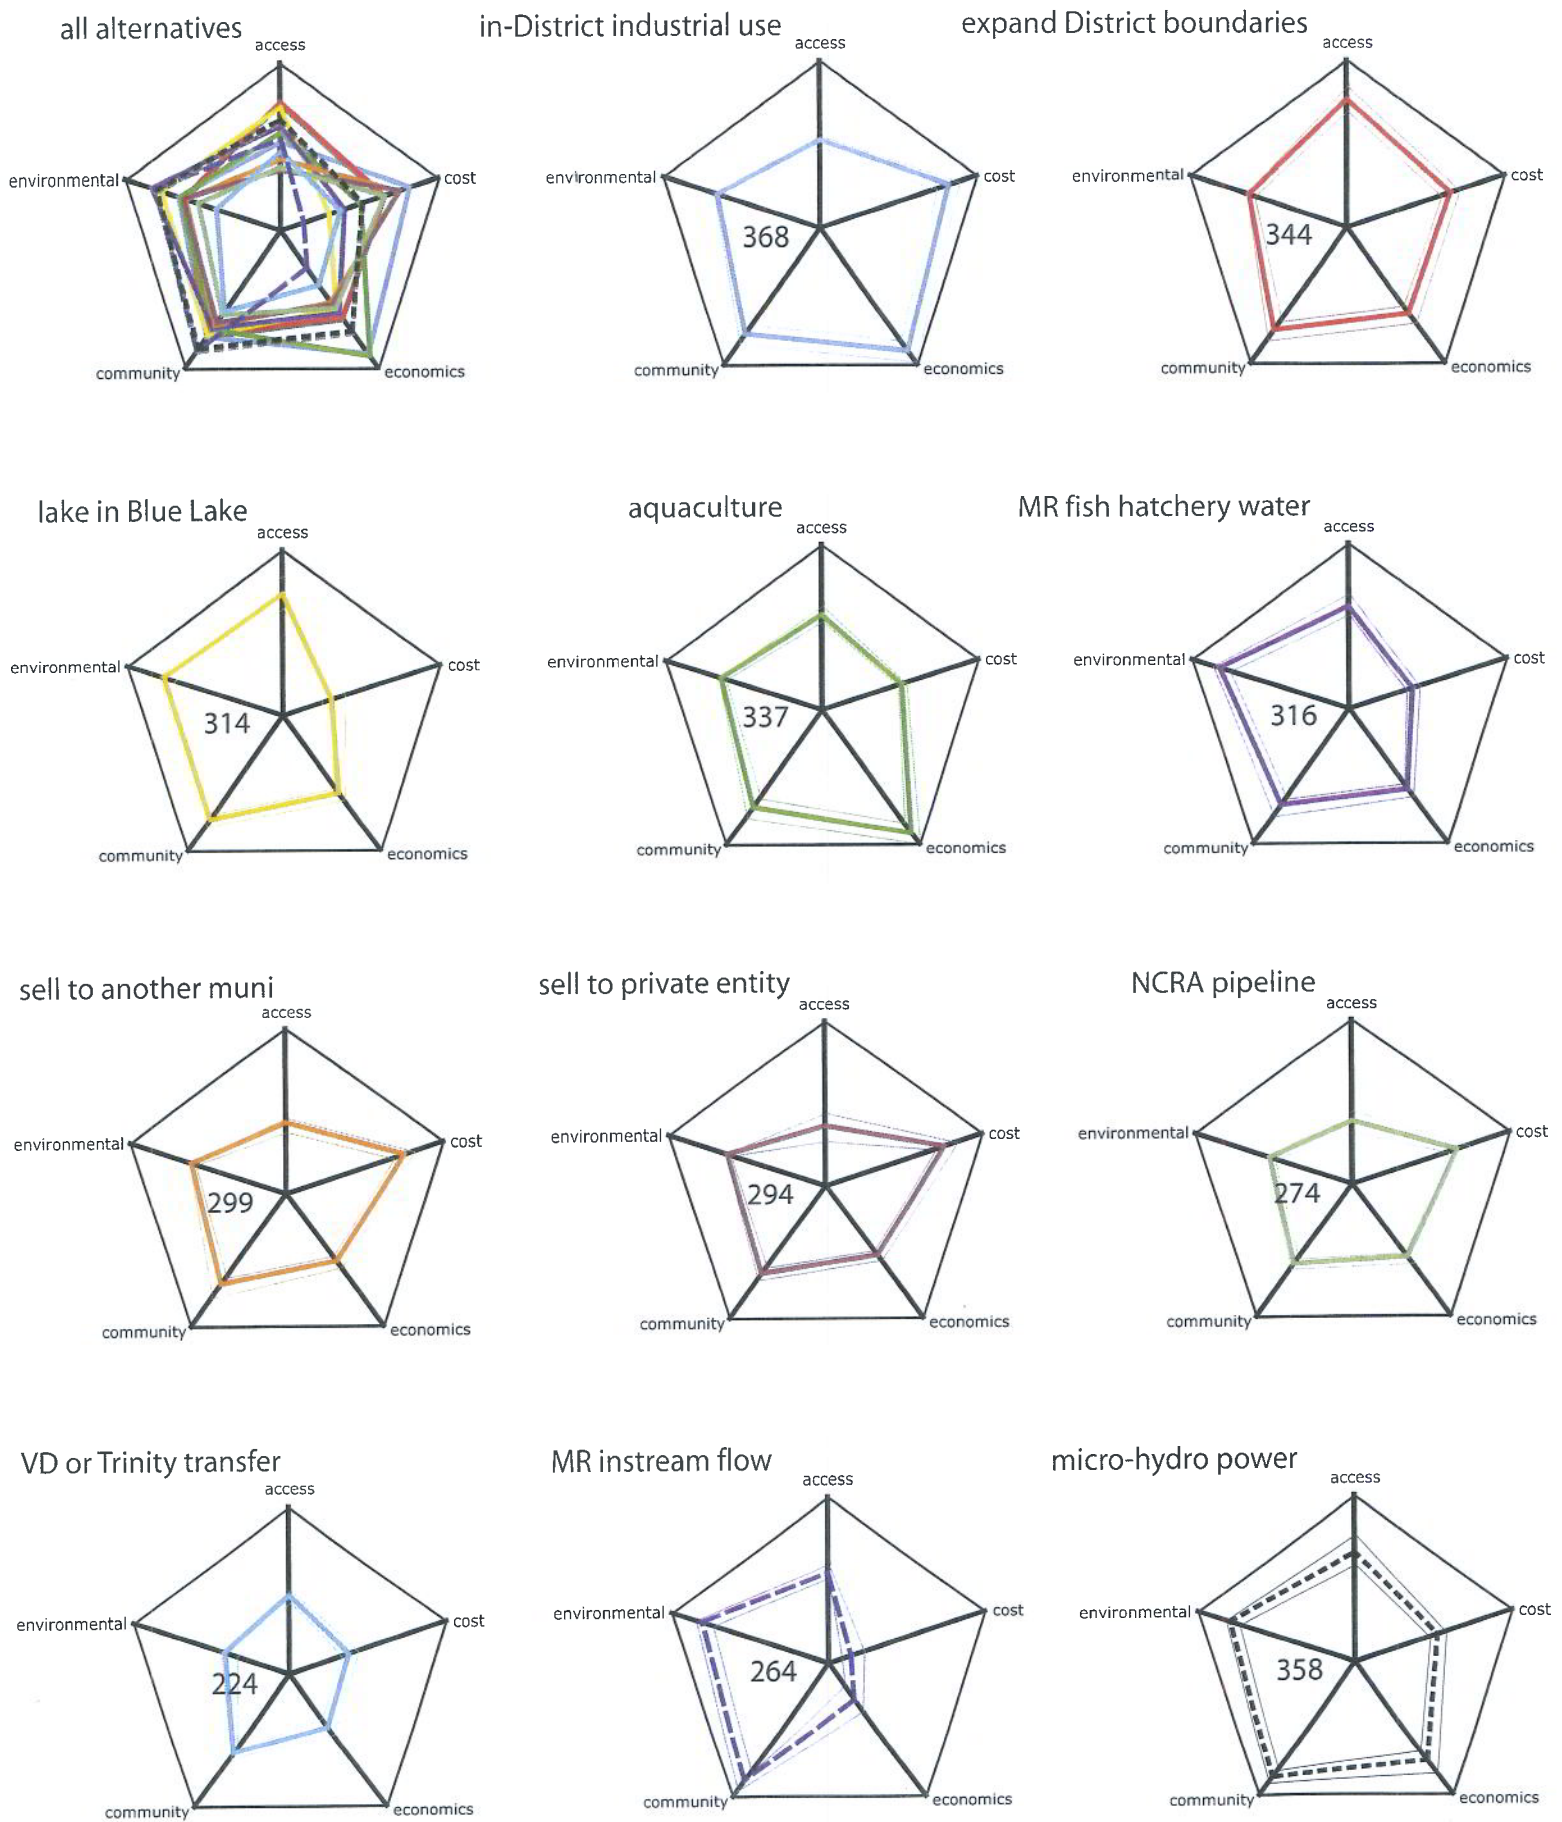 all alternatives
access
environmental
cost
community
economics
in-District industrial use
access
environmental
cost
368
community
economics
expand District boundaries
access
environmental
cost
344
community
economics
lake in Blue Lake
access
environmental
cost
314
community
economics
aquaculture
access
environmental
cost
337
community
economics
MR fish hatchery water
access
environmental
cost
316
community
economics
sell to another muni
access
environmental
cost
299
community
economics
sell to private entity
access
environmental
cost
294
community
economics
NCRA pipeline
access
environmental
cost
274
community
economics
VD or Trinity transfer
access
environmental
cost
224
community
economics
MR instream flow
access
environmental
cost
264
community
economics
micro-hydro power
access
environmental
cost
358
community
economics